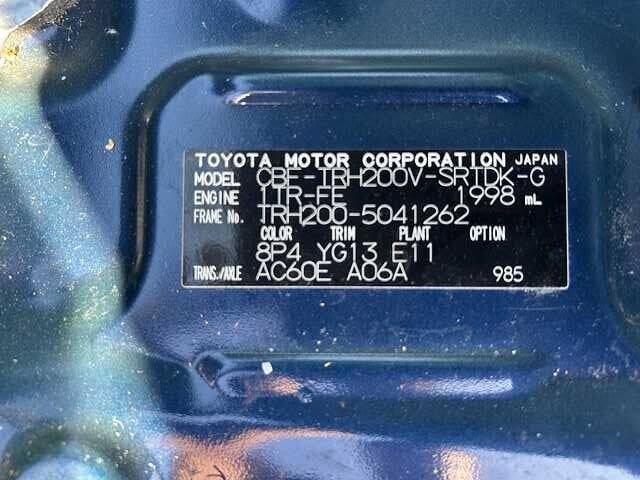 TOYOTA MOTOR CORPORATION JAPAN
MODEL CBF-TRH200V-SRTDK-G
ENGINE 1TR-FE 1998 mL
FRAME No. TRH200-5041262
COLOR TRIM PLANT OPTION
8P4 YG13 E11
TRANS./AXLE AC60E A06A 985